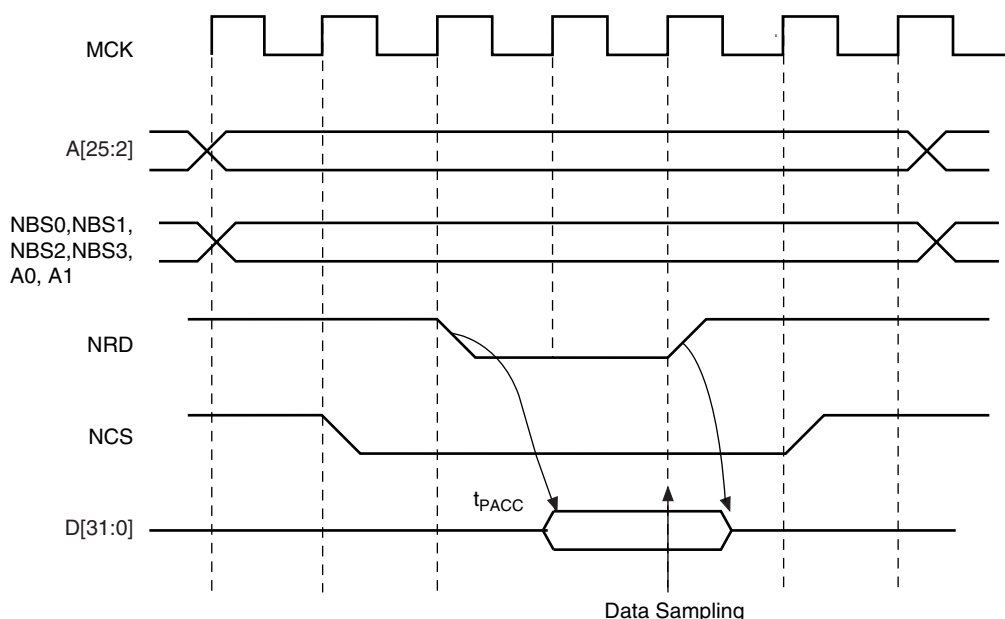 MCK
A[25:2]
NBS0,NBS1,
NBS2,NBS3,
A0, A1
NRD
NCS
tPACC
D[31:0]
Data Sampling